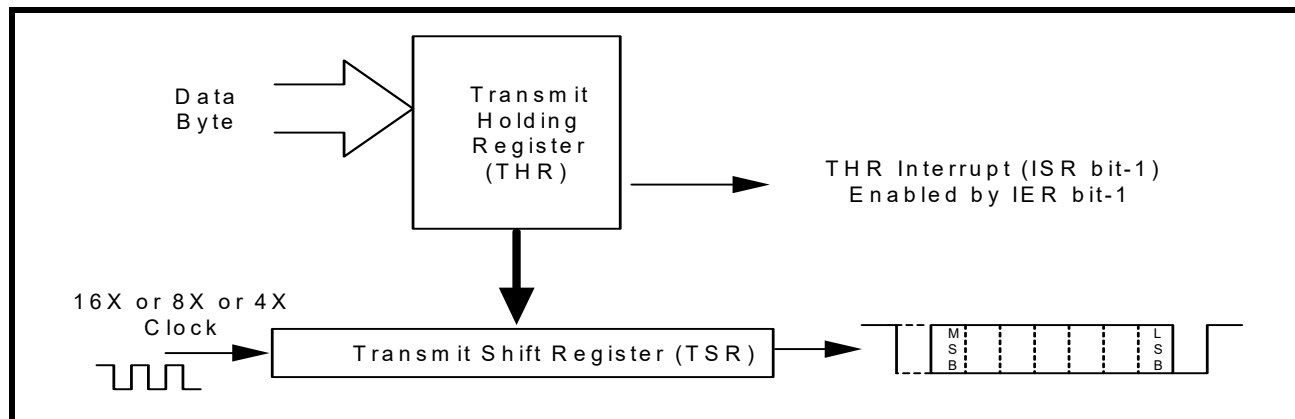 Data
Byte
Transmit
Holding
Register
(THR)
THR Interrupt (ISR bit-1)
Enabled by IER bit-1
16X or 8X or 4X
Clock
Transmit Shift Register (TSR)
M
S
B
L
S
B